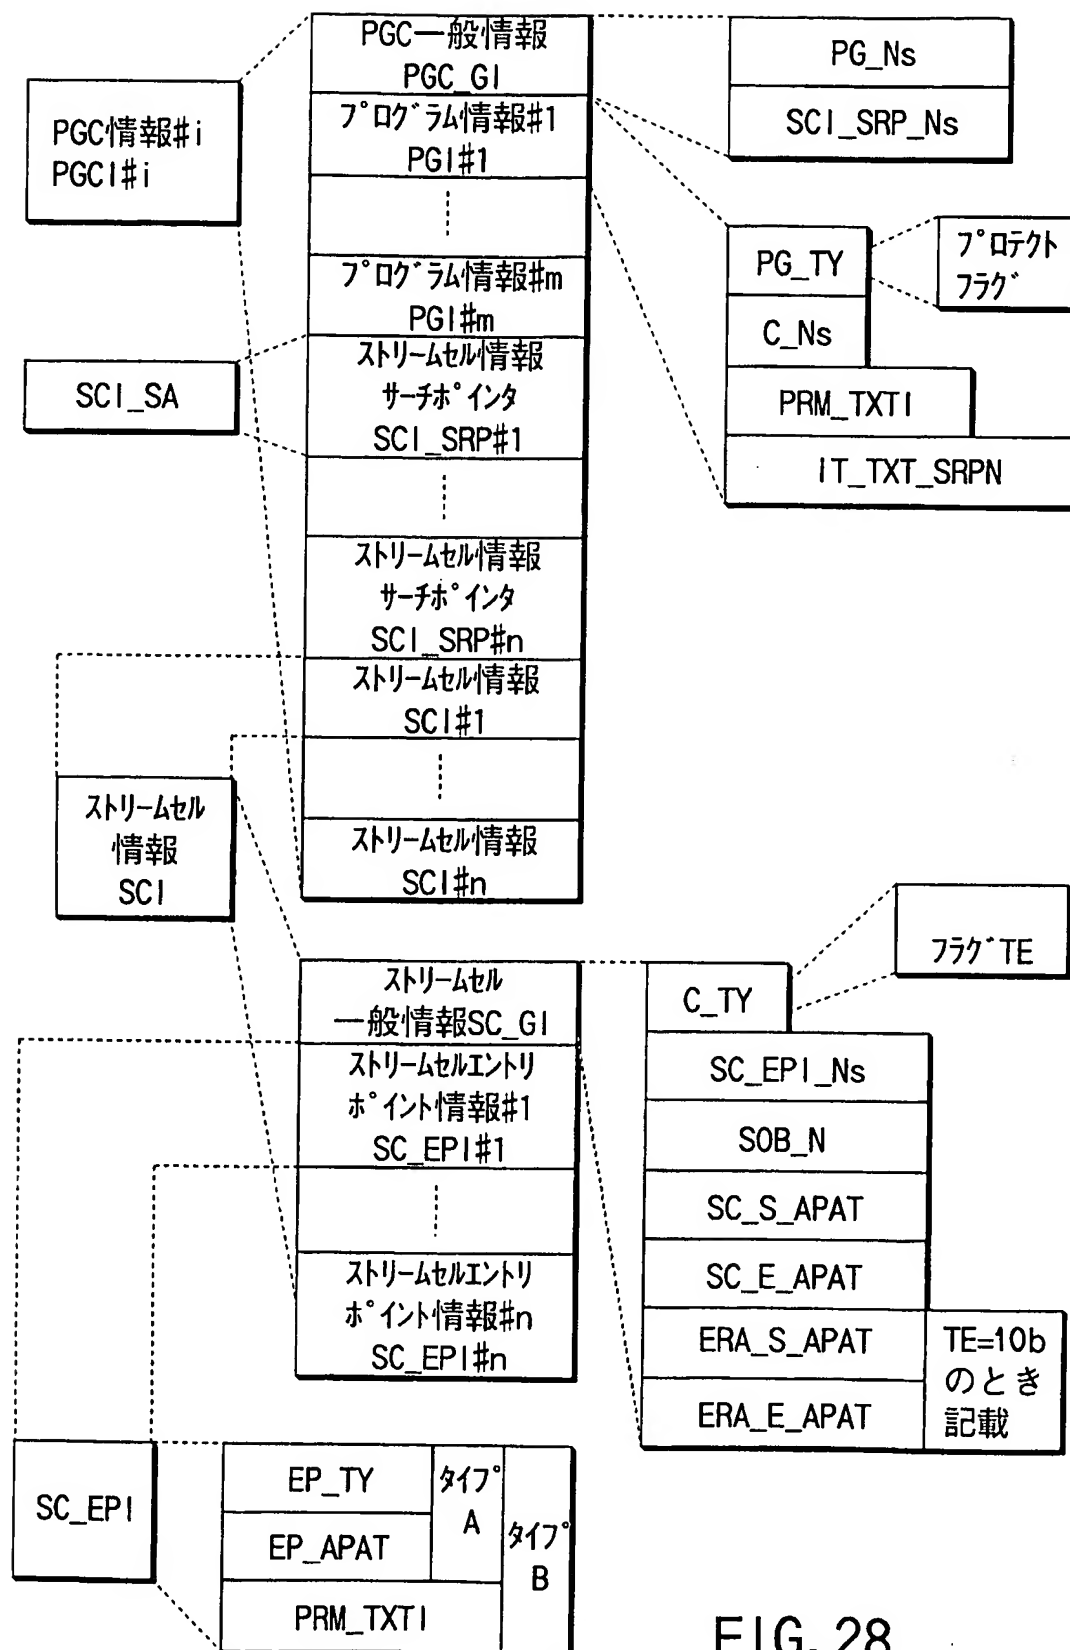 PGC情報#i
PGCI#i
PGC一般情報
PGC_GI
プログラム情報#1
PGI#1
プログラム情報#m
PGI#m
ストリームセル情報
サーチポインタ
SCI_SRP#1
ストリームセル情報
サーチポインタ
SCI_SRP#n
ストリームセル情報
SCI#1
ストリームセル情報
SCI#n
PG_Ns
SCI_SRP_Ns
PG_TY
プロテクト
フラグ
C_Ns
PRM_TXTI
IT_TXT_SRPN
SCI_SA
ストリームセル
情報
SCI
ストリームセル
一般情報SC_GI
ストリームセルエントリ
ポイント情報#1
SC_EPI#1
ストリームセルエントリ
ポイント情報#n
SC_EPI#n
C_TY
フラグTE
SC_EPI_Ns
SOB_N
SC_S_APAT
SC_E_APAT
ERA_S_APAT
ERA_E_APAT
TE=10b
のとき
記載
SC_EPI
EP_TY
EP_APAT
PRM_TXTI
タイプ
A
タイプ
B
FIG. 28